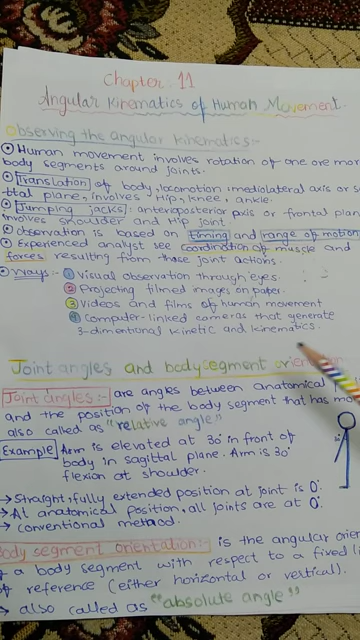 Chapter : 11
Angular Kinematics of Human Movement.
Observing the angular kinematics:-
Human movement involves rotation of one ore mor
body segments around joints.
Translation of body, locomotion, mediolateral axis or s
ttal plane, involves Hip, knee, ankle.
Jumping jacks: anterioposterior axis or frontal plan
involves shoulder and Hip joint.
observation is based on timing and range of motion
Experienced analyst see coordination of muscle and
forces resulting from those joint actions.
Ways:- 1 Visual observation through eyes.
2 Projecting filmed images on paper.
3 Videos and films of human movement
4 Computer-linked cameras that generate
3-dimentional kinetic and kinematics.
Joint angles and body segment
Joint angles:- are angles between anatomical
and the position of the body segment that has mo
also called as "relative angle"
Example Arm is elevated at 30° in front of
body in sagittal plane. Arm is 30°
flexion at shoulder.
→ Straight, fully extended position at joint is 0°.
→ At anatomical position, all joints are at 0°.
→ conventional method.
Body segment orientation:- is the angular orien
f a body segment with respect to a fixed li
of reference (either horizontal or vertical).
→ also called as "absolute angle"